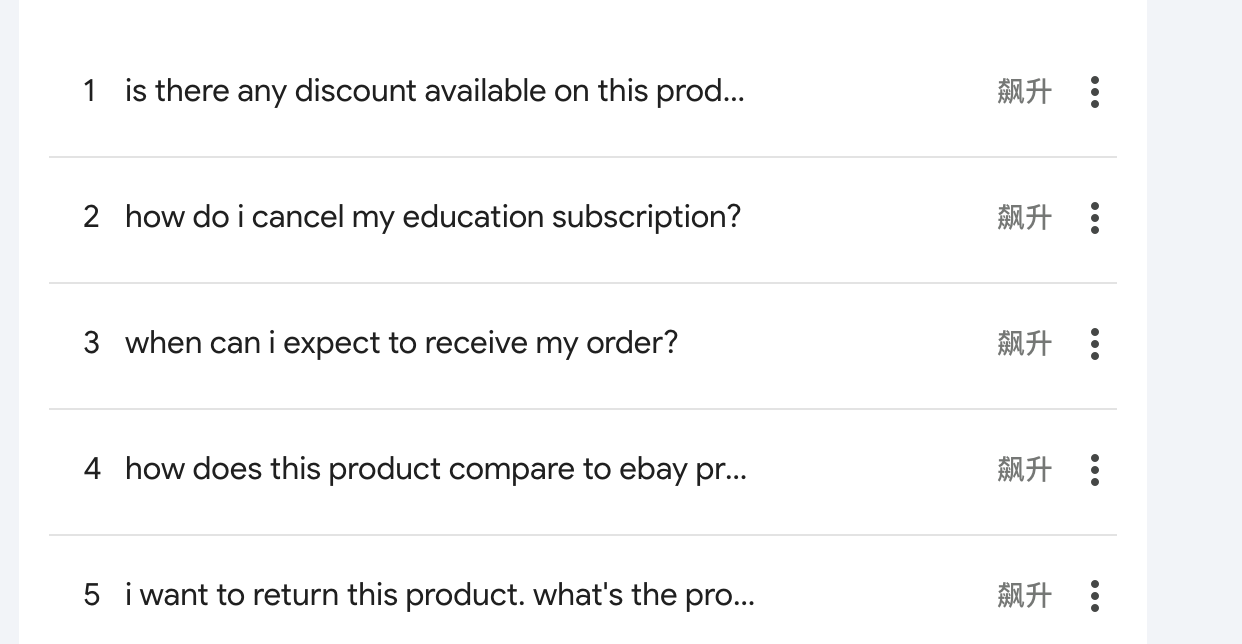 1 is there any discount available on this prod... 飙升
2 how do i cancel my education subscription? 飙升
3 when can i expect to receive my order? 飙升
4 how does this product compare to ebay pr... 飙升
5 i want to return this product. what's the pro... 飙升